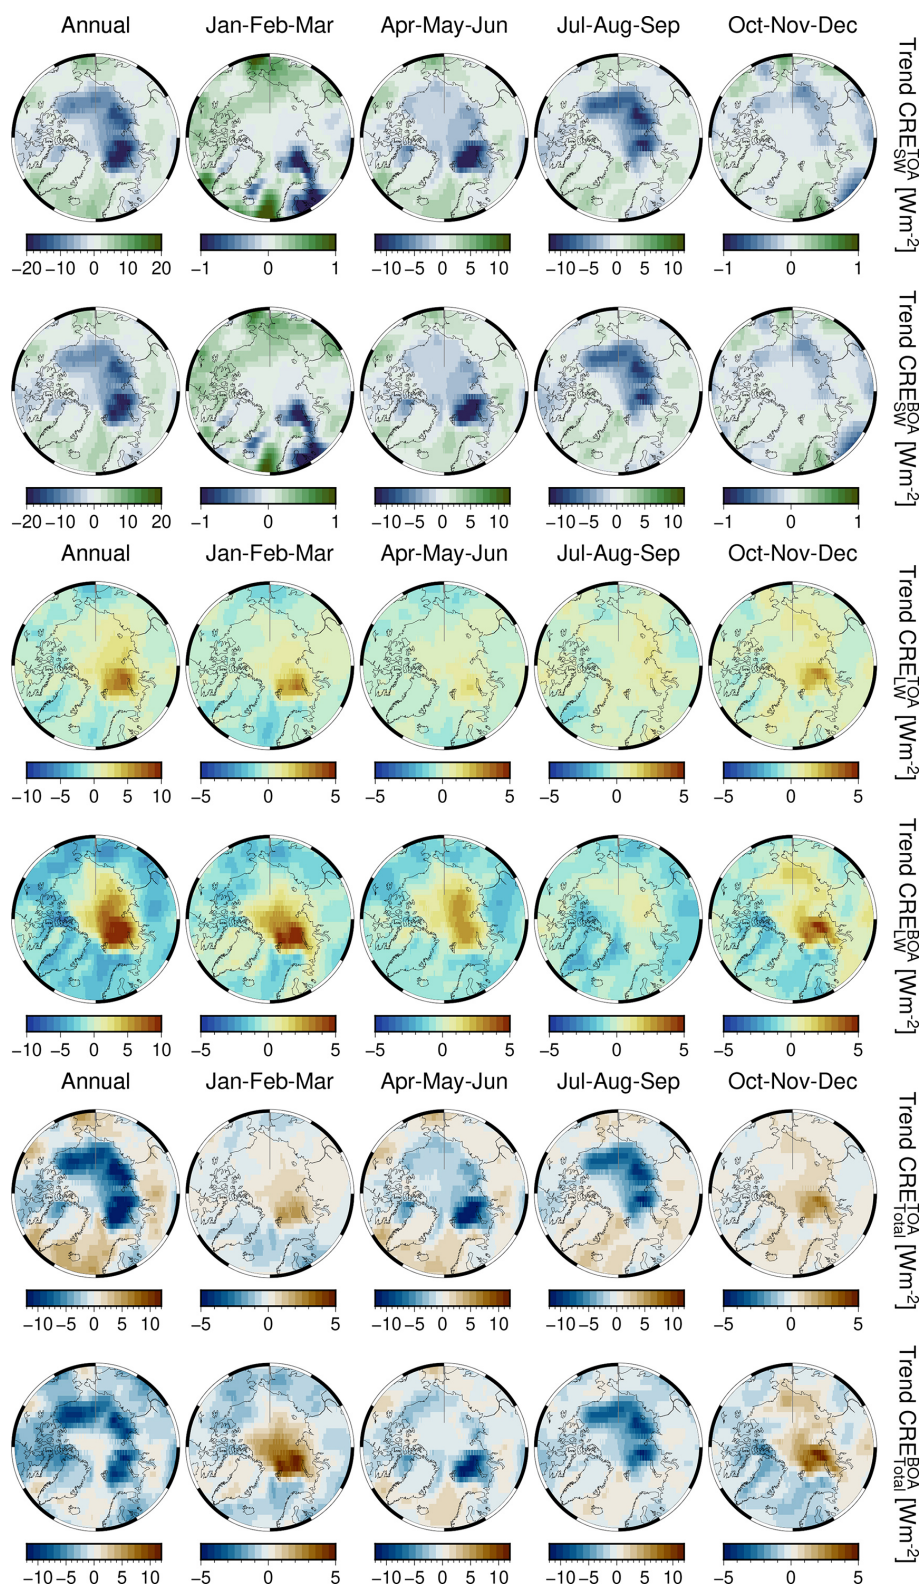 Annual Jan-Feb-Mar Apr-May-Jun Jul-Aug-Sep Oct-Nov-Dec
Trend CRE^TOA_SW [Wm⁻²]
−20 −10 0 10 20 −1 0 1 −10 −5 0 5 10 −10 −5 0 5 10 −1 0 1
Trend CRE^BOA_SW [Wm⁻²]
−20 −10 0 10 20 −1 0 1 −10 −5 0 5 10 −10 −5 0 5 10 −1 0 1
Annual Jan-Feb-Mar Apr-May-Jun Jul-Aug-Sep Oct-Nov-Dec
Trend CRE^TOA_LW [Wm⁻²]
−10 −5 0 5 10 −5 0 5 −5 0 5 −5 0 5 −5 0 5
Trend CRE^BOA_LW [Wm⁻²]
−10 −5 0 5 10 −5 0 5 −5 0 5 −5 0 5 −5 0 5
Annual Jan-Feb-Mar Apr-May-Jun Jul-Aug-Sep Oct-Nov-Dec
Trend CRE^TOA_Total [Wm⁻²]
−10 −5 0 5 10 −5 0 5 −10 −5 0 5 10 −10 −5 0 5 10 −5 0 5
Trend CRE^BOA_Total [Wm⁻²]
−10 −5 0 5 10 −5 0 5 −10 −5 0 5 10 −10 −5 0 5 10 −5 0 5